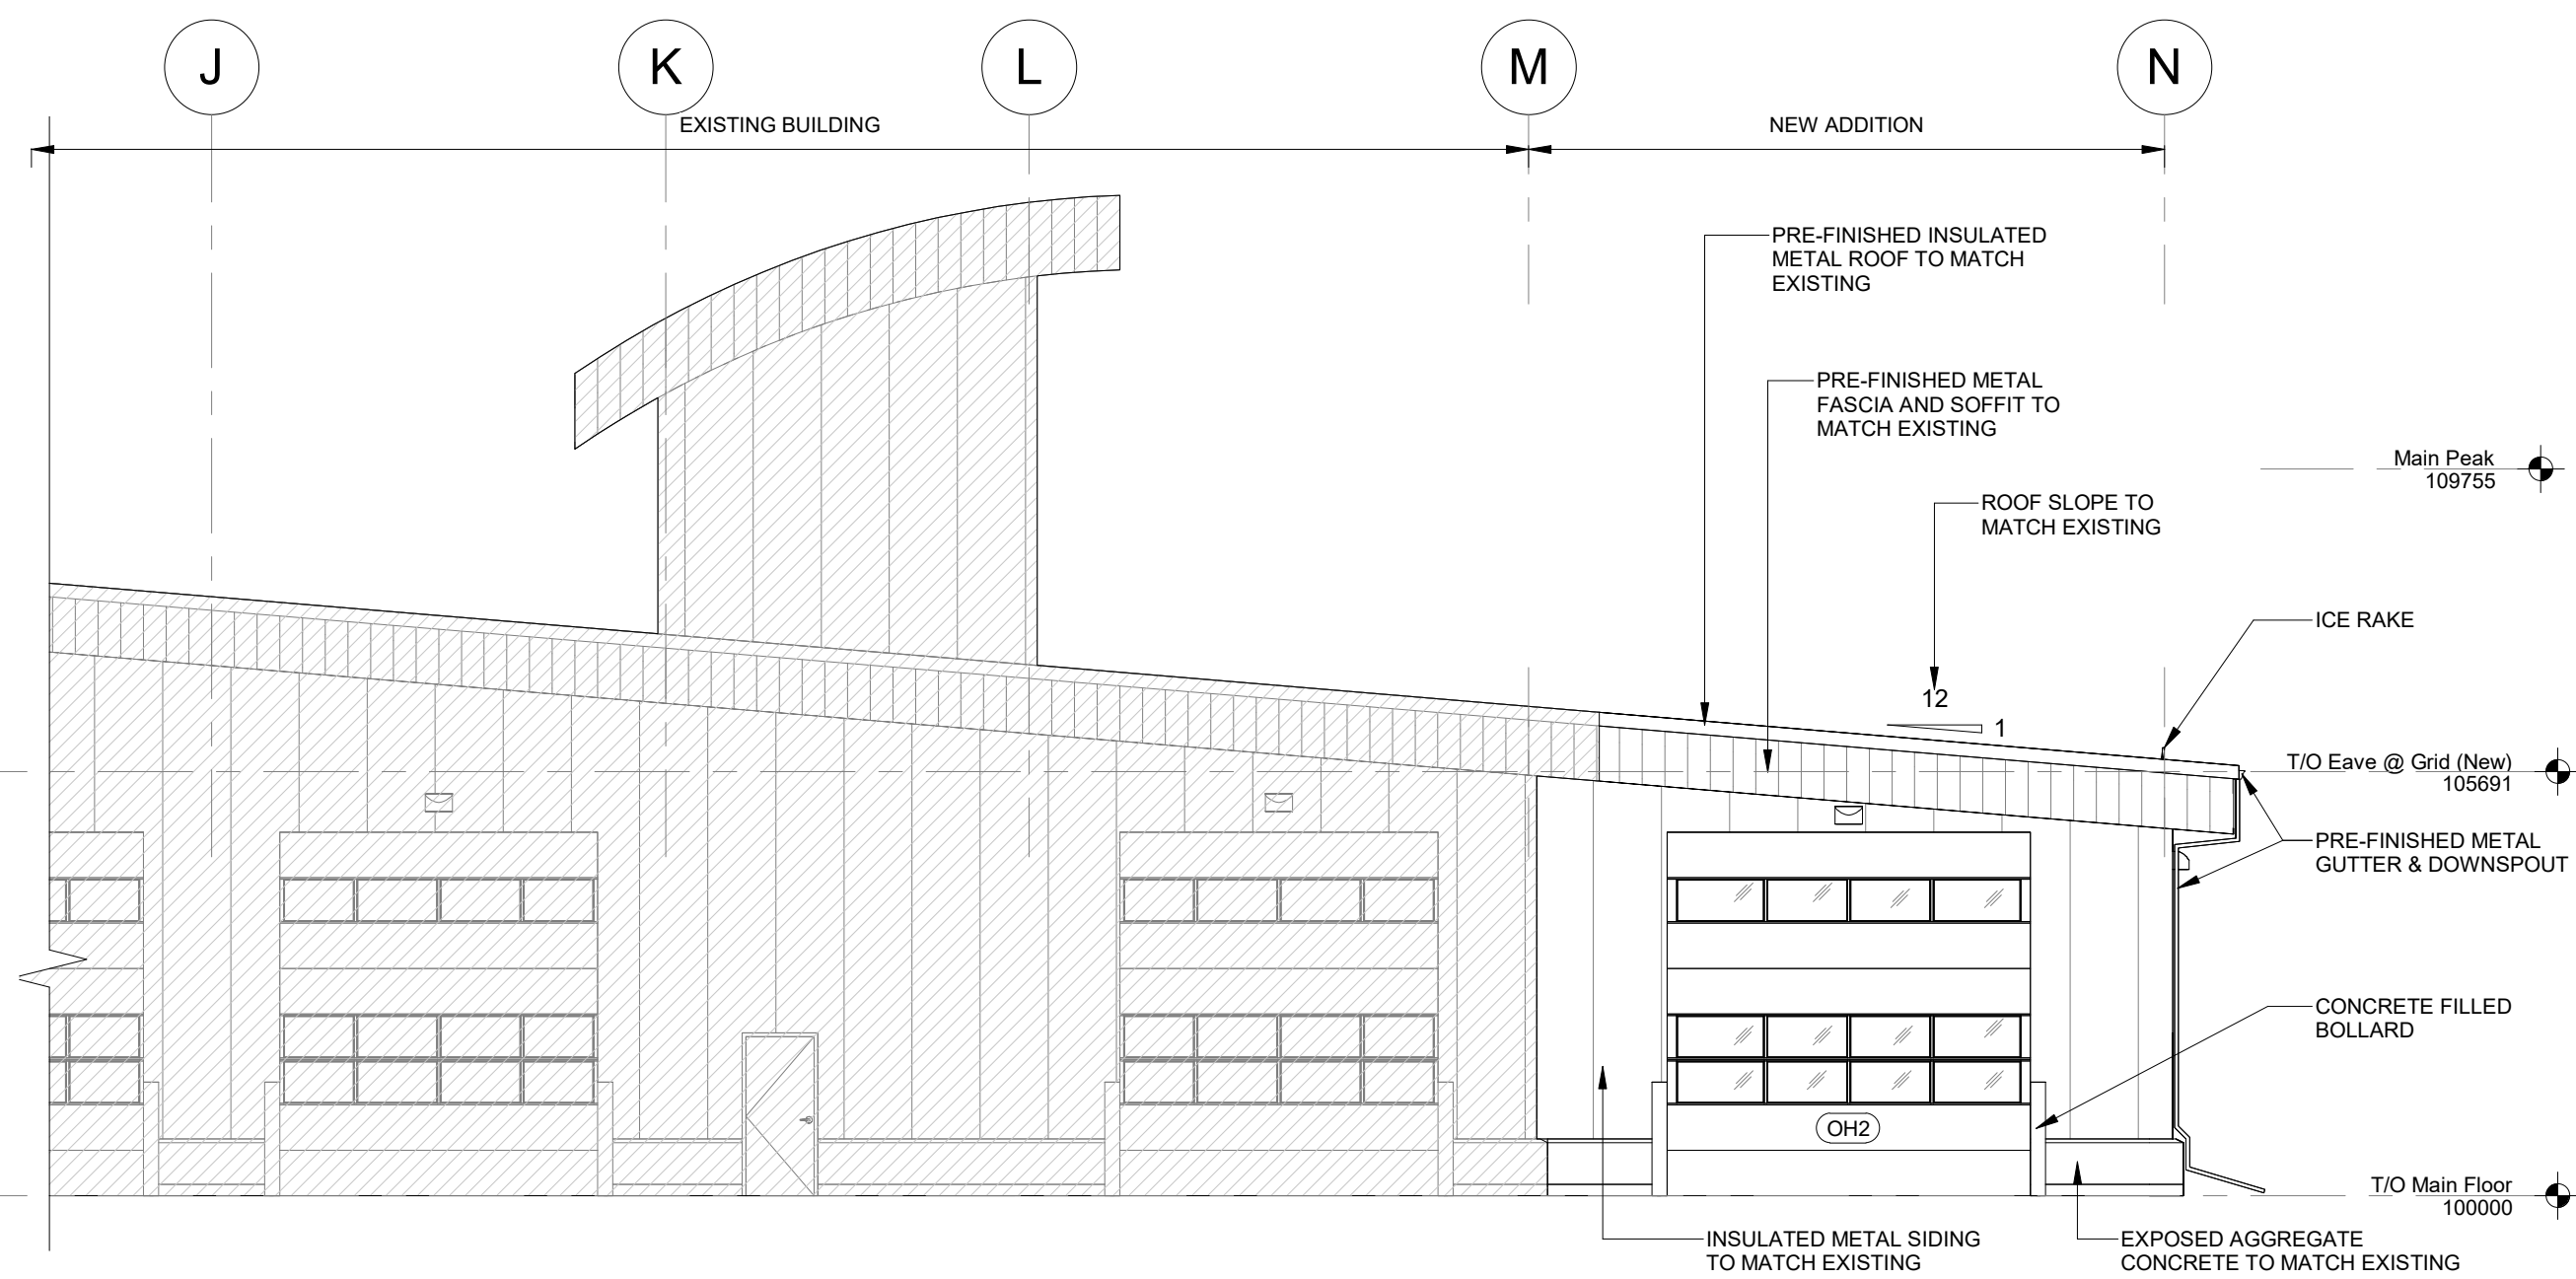 J
K
L
M
N
EXISTING BUILDING
NEW ADDITION
PRE-FINISHED INSULATED
METAL ROOF TO MATCH
EXISTING
PRE-FINISHED METAL
FASCIA AND SOFFIT TO
MATCH EXISTING
Main Peak
109755
ROOF SLOPE TO
MATCH EXISTING
ICE RAKE
12
1
T/O Eave @ Grid (New)
105691
PRE-FINISHED METAL
GUTTER & DOWNSPOUT
CONCRETE FILLED
BOLLARD
OH2
T/O Main Floor
100000
INSULATED METAL SIDING
TO MATCH EXISTING
EXPOSED AGGREGATE
CONCRETE TO MATCH EXISTING